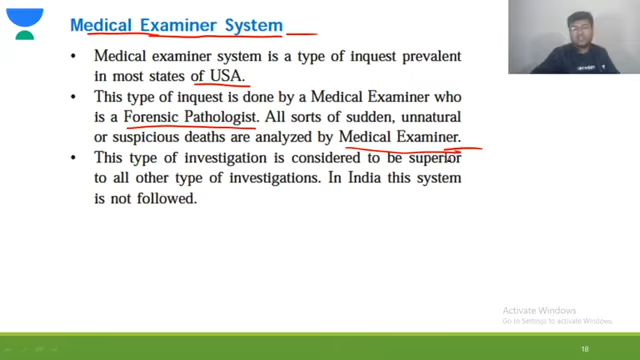 Medical Examiner System
• Medical examiner system is a type of inquest prevalent
in most states of USA.
• This type of inquest is done by a Medical Examiner who
is a Forensic Pathologist. All sorts of sudden, unnatural
or suspicious deaths are analyzed by Medical Examiner.
• This type of investigation is considered to be superior
to all other type of investigations. In India this system
is not followed.
Activate Windows
Go to Settings to activate Windows.
18